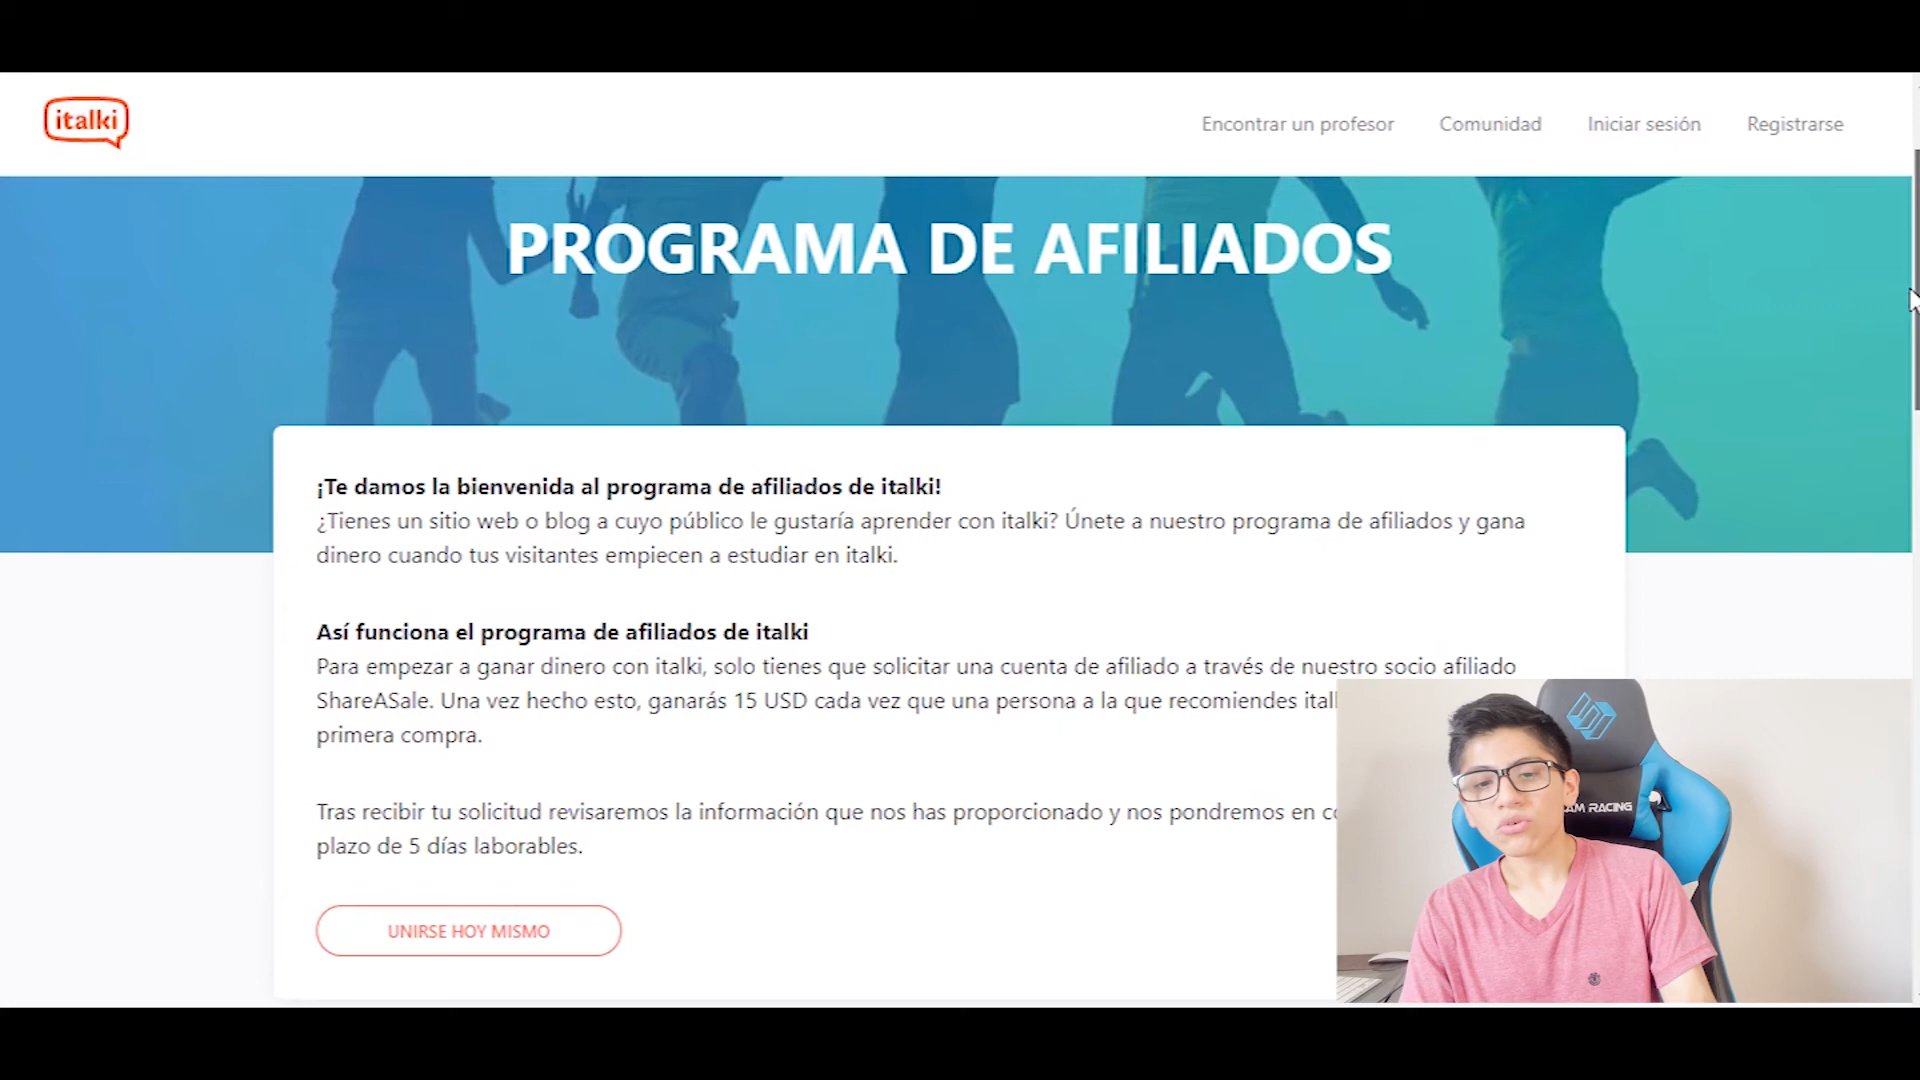 italki
Encontrar un profesor Comunidad Iniciar sesión Registrarse
PROGRAMA DE AFILIADOS
¡Te damos la bienvenida al programa de afiliados de italki!
¿Tienes un sitio web o blog a cuyo público le gustaría aprender con italki? Únete a nuestro programa de afiliados y gana
dinero cuando tus visitantes empiecen a estudiar en italki.
Así funciona el programa de afiliados de italki
Para empezar a ganar dinero con italki, solo tienes que solicitar una cuenta de afiliado a través de nuestro socio afiliado
ShareASale. Una vez hecho esto, ganarás 15 USD cada vez que una persona a la que recomiendes
primera compra.
Tras recibir tu solicitud revisaremos la información que nos has proporcionado y nos pondremos en
plazo de 5 días laborables.
UNIRSE HOY MISMO
RACING